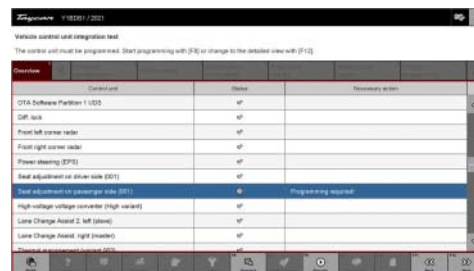 Taycan Y1BDB1 / 2021
Vehicle control unit integration test
The control unit must be programmed. Start programming with [F8] or change to the detailed view with [F12].
Overview
Control unit Status Necessary action
OTA Software Partition 1 UDS
Diff. lock
Front left corner radar
Front right corner radar
Power steering (EPS)
Seat adjustment on driver side (001)
Seat adjustment on passenger side (001) Programming required!
High-voltage voltage converter (High variant)
Lane Change Assist 2, left (slave)
Lane Change Assist, right (master)
Thermal management (variant 002)